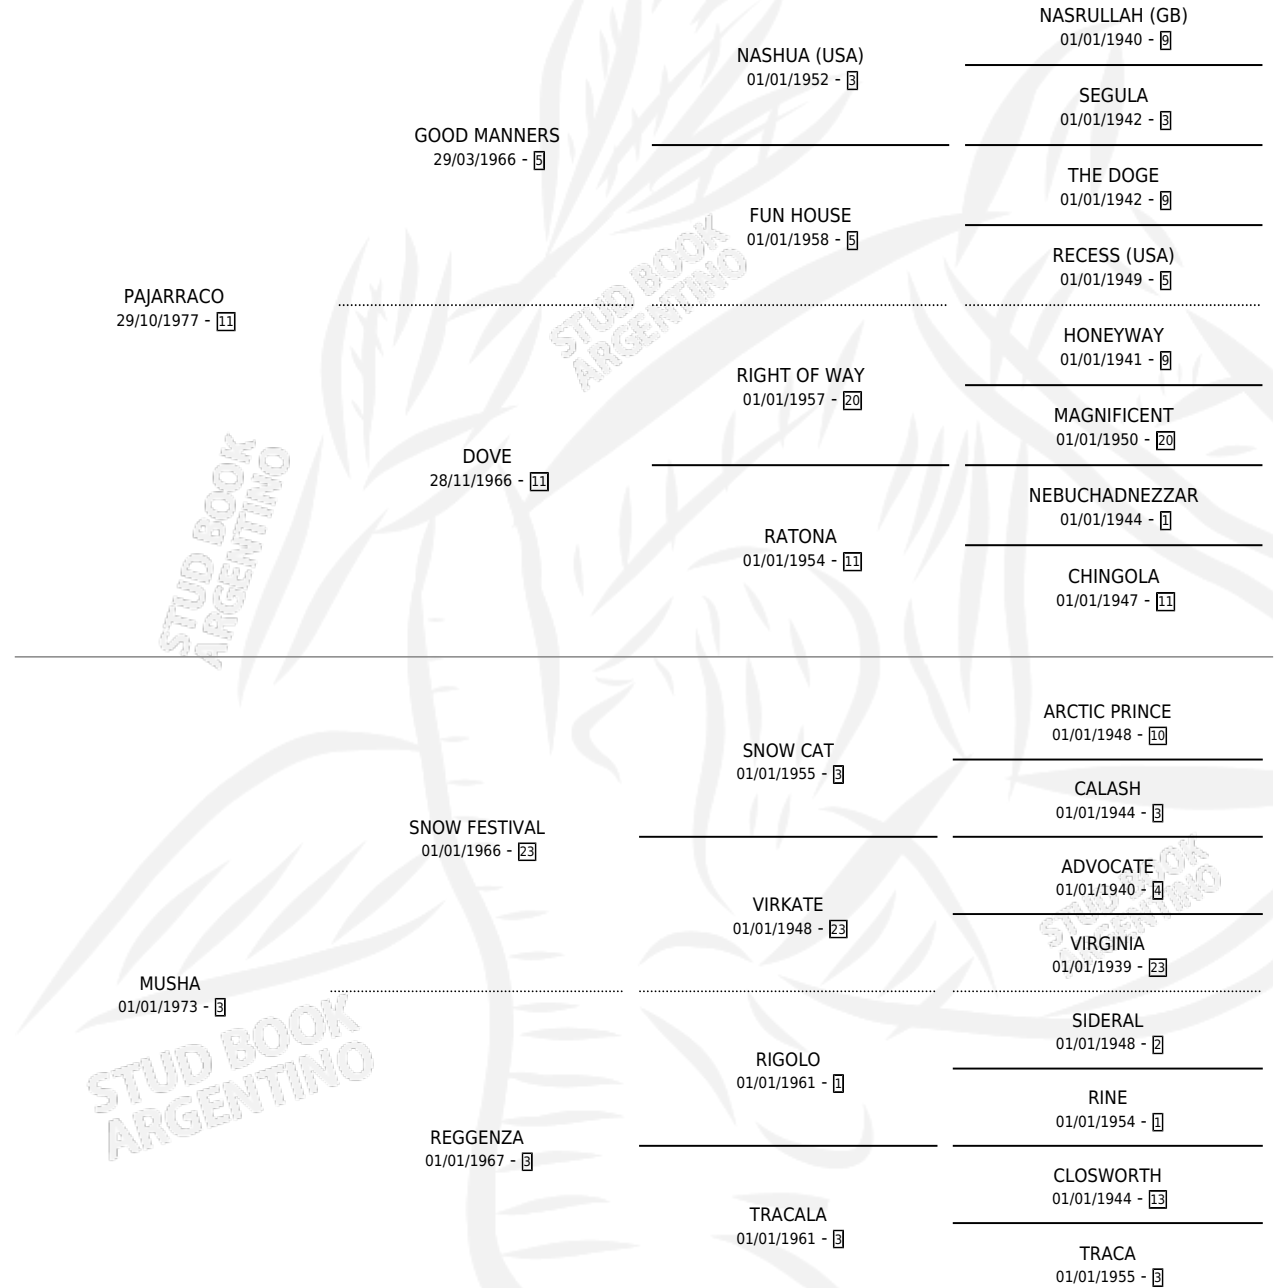 NASRULLAH (GB)
01/01/1940 - 9
NASHUA (USA)
01/01/1952 - 3
SEGULA
01/01/1942 - 3
GOOD MANNERS
29/03/1966 - 5
THE DOGE
01/01/1942 - 9
FUN HOUSE
01/01/1958 - 5
RECESS (USA)
01/01/1949 - 5
PAJARRACO
29/10/1977 - 11
HONEYWAY
01/01/1941 - 9
RIGHT OF WAY
01/01/1957 - 20
MAGNIFICENT
01/01/1950 - 20
DOVE
28/11/1966 - 11
NEBUCHADNEZZAR
01/01/1944 - 1
RATONA
01/01/1954 - 11
CHINGOLA
01/01/1947 - 11
ARCTIC PRINCE
01/01/1948 - 10
SNOW CAT
01/01/1955 - 3
CALASH
01/01/1944 - 3
SNOW FESTIVAL
01/01/1966 - 23
ADVOCATE
01/01/1940 - 4
VIRKATE
01/01/1948 - 23
VIRGINIA
01/01/1939 - 23
MUSHA
01/01/1973 - 3
SIDERAL
01/01/1948 - 2
RIGOLO
01/01/1961 - 1
RINE
01/01/1954 - 1
REGGENZA
01/01/1967 - 3
CLOSWORTH
01/01/1944 - 13
TRACALA
01/01/1961 - 3
TRACA
01/01/1955 - 3
STUD BOOK
ARGENTINO
STUD BOOK
ARGENTINO
STUD BOOK
ARGENTINO
STUD BOOK
ARGENTINO